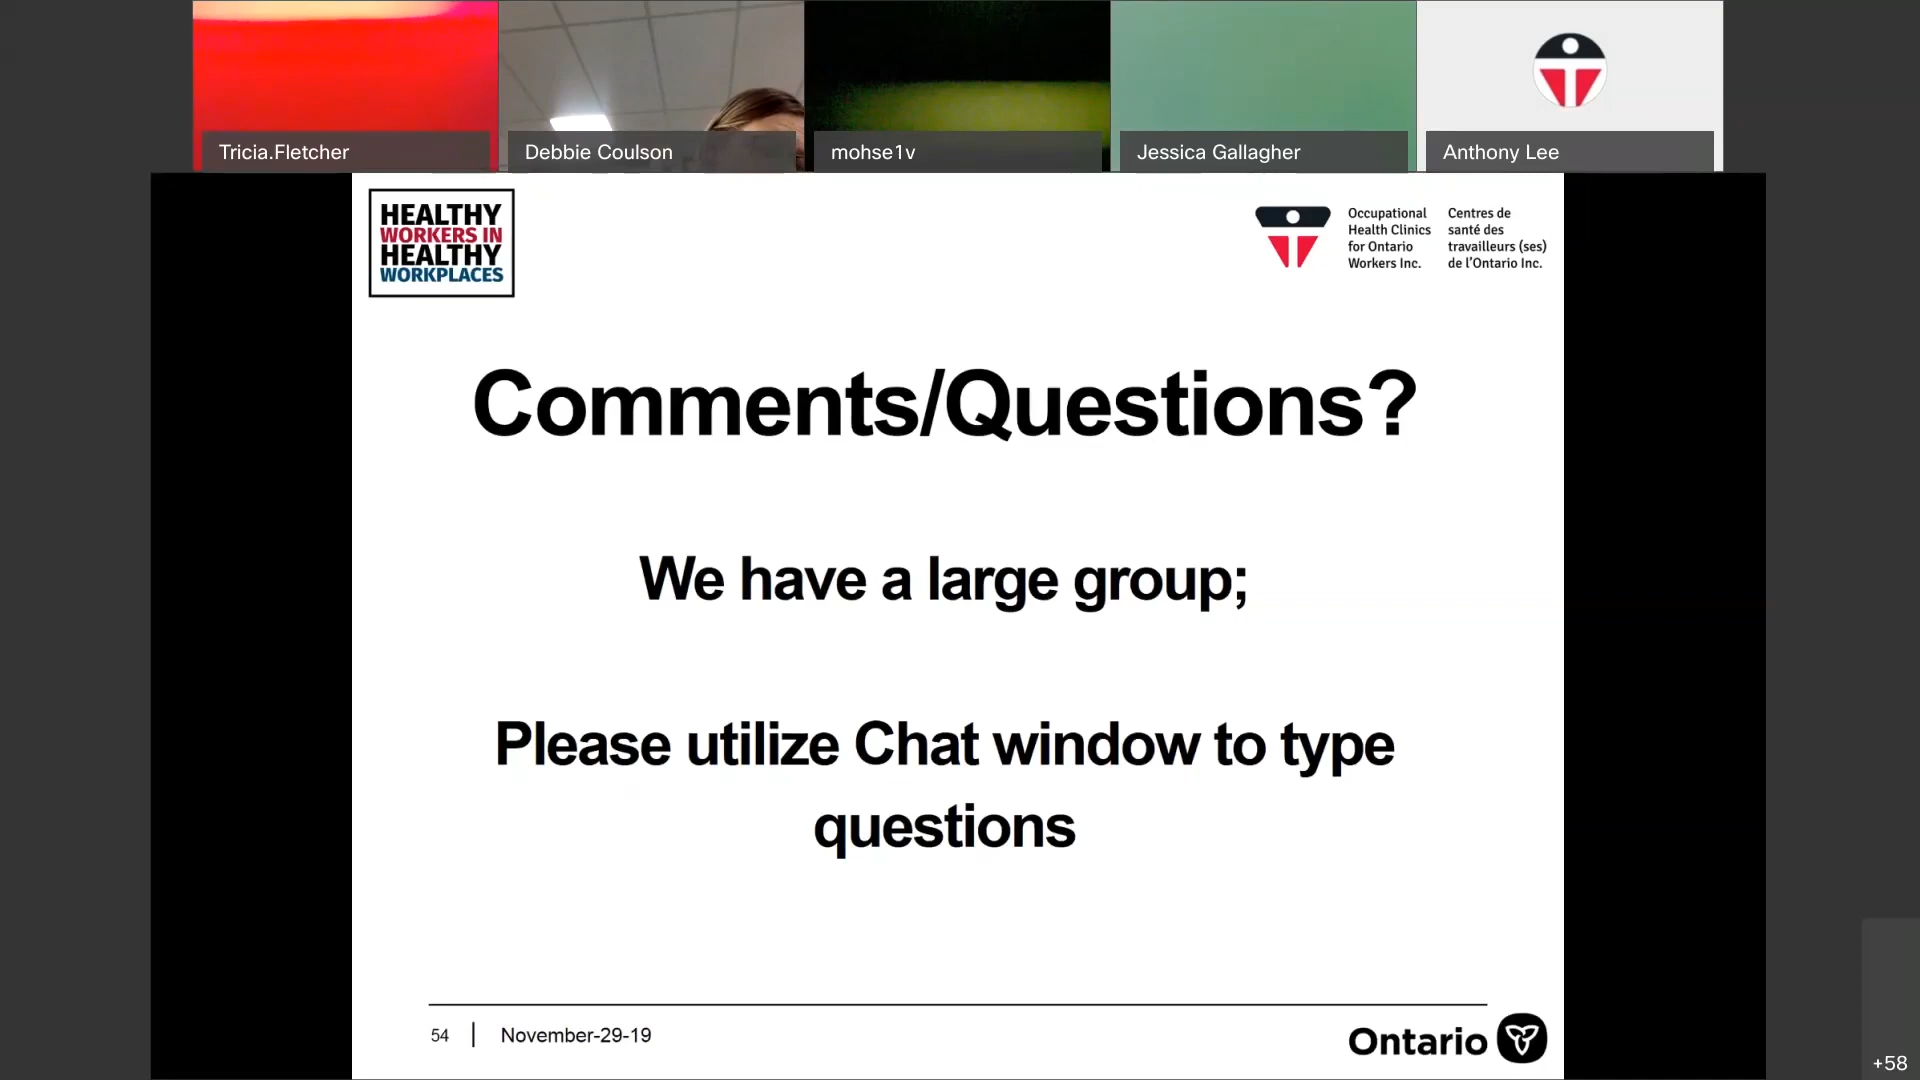 Tricia.Fletcher
Debbie Coulson
mohse1v
Jessica Gallagher
Anthony Lee
HEALTHY
WORKERS IN
HEALTHY
WORKPLACES
Occupational
Health Clinics
for Ontario
Workers Inc.
Centres de
santé des
travailleurs (ses)
de l'Ontario Inc.
Comments/Questions?
We have a large group;
Please utilize Chat window to type
questions
54
November-29-19
Ontario
+58